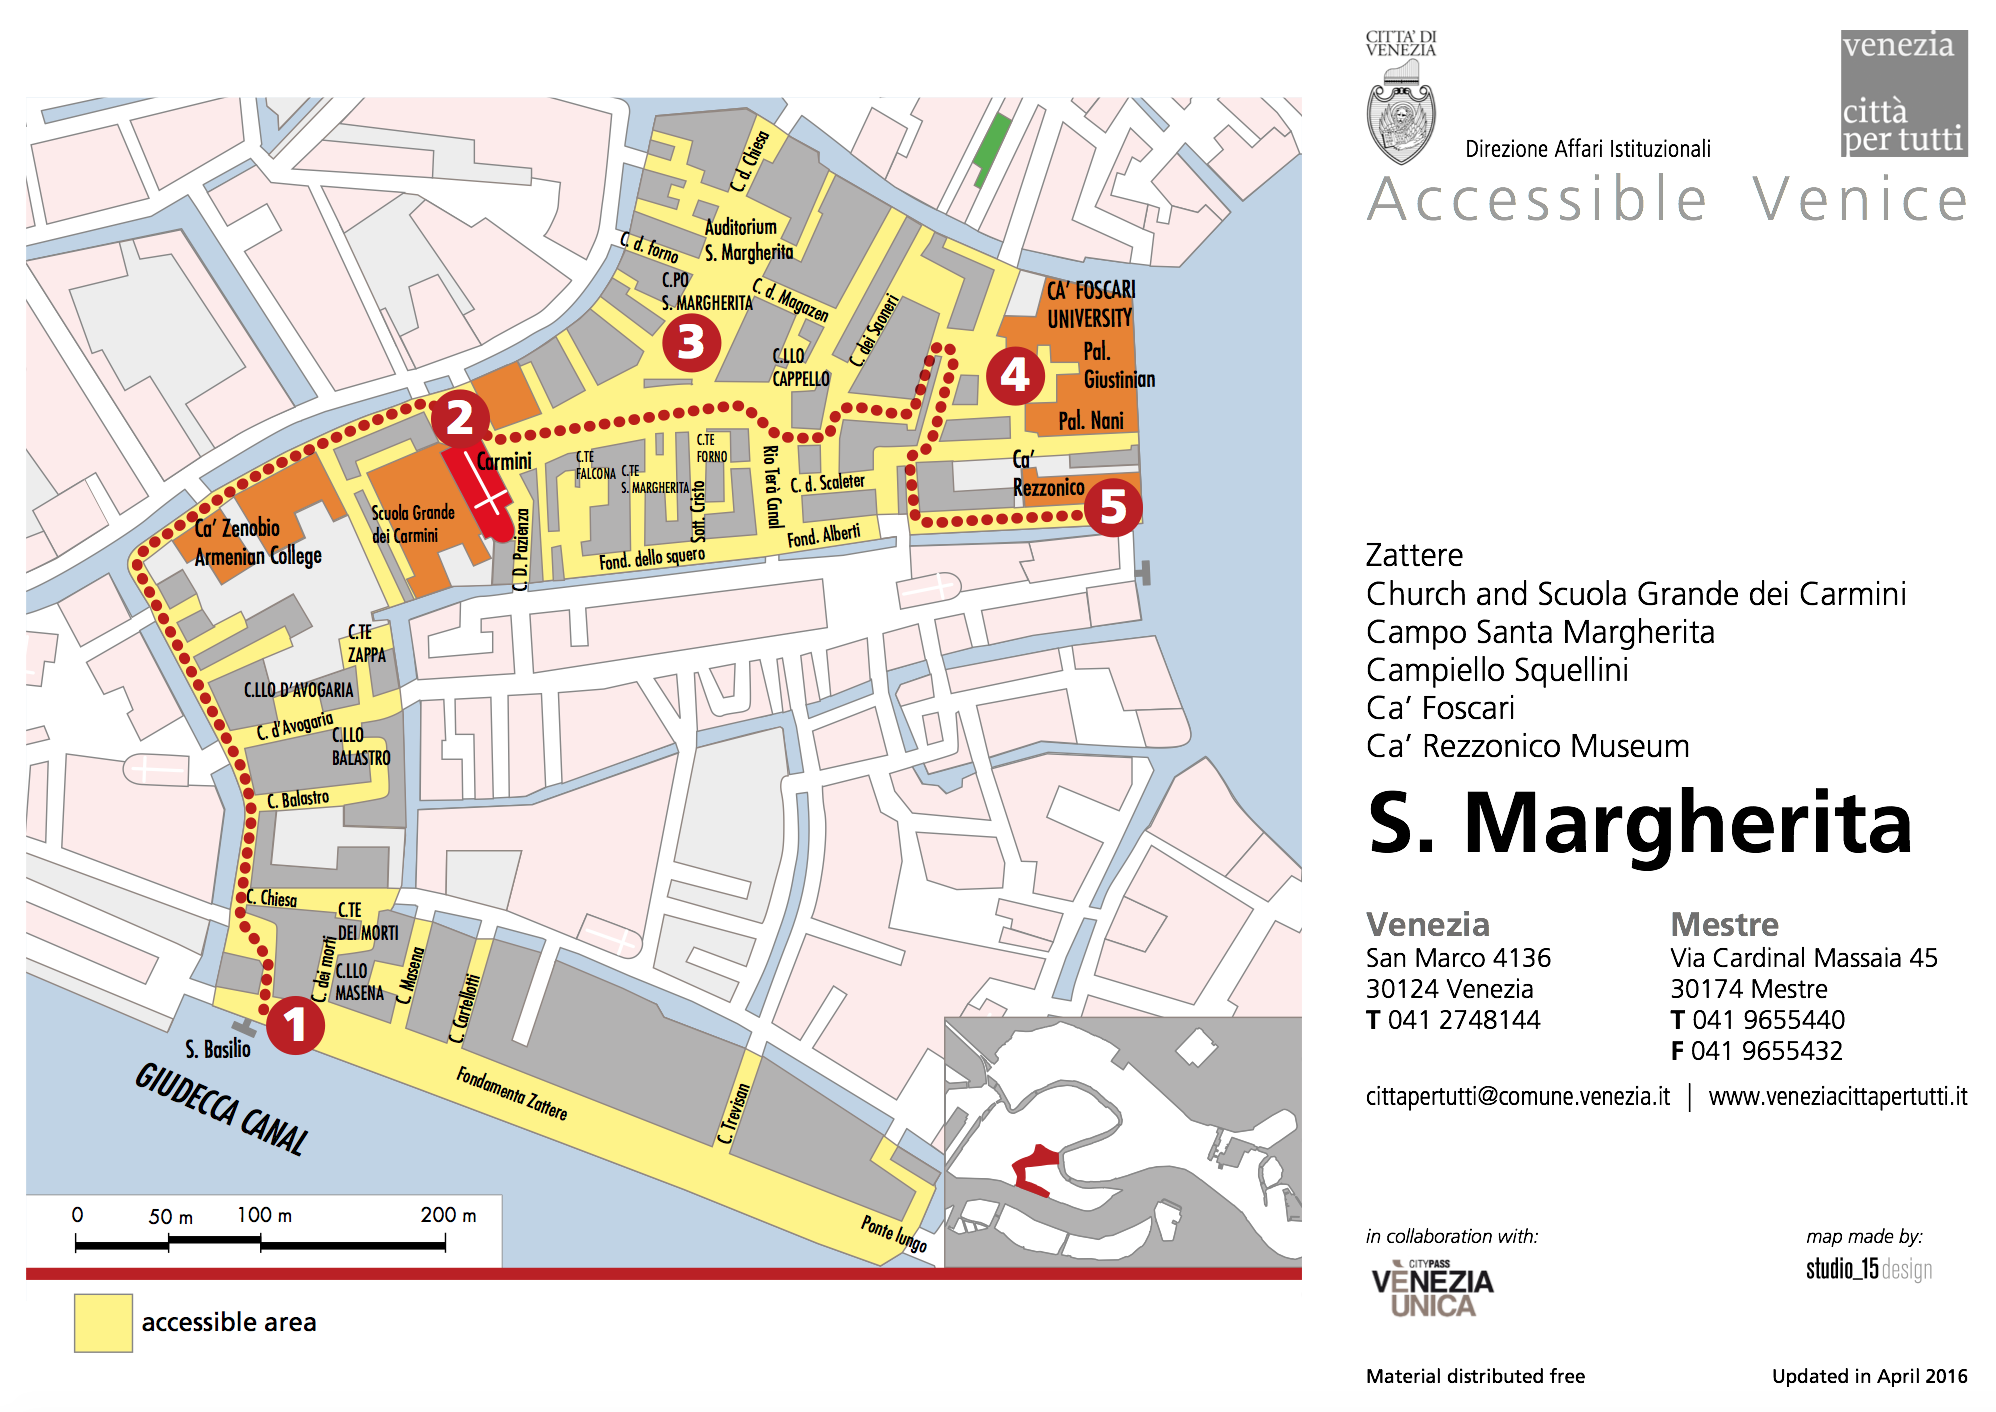 CITTA' DI
VENEZIA
venezia
città
per tutti
Direzione Affari Istituzionali
Accessible Venice
C. d. Chiesa
Auditorium
S. Margherita
C. d. forno
C.PO
S. MARGHERITA
C. d. Magazen
C. dei Saoneri
CA' FOSCARI
UNIVERSITY
Pal.
Giustinian
Pal. Nani
3
4
C.LLO
CAPPELLO
2
Carmini
C.TE
FALCONA
C.TE
S. MARGHERITA
C.TE
FORNO
Sott. Cristo
Rio Terà Canal
C. d. Scaleter
Ca'
Rezzonico
5
Fond. Alberti
Fond. dello squero
C. D. Pazienza
Scuola Grande
dei Carmini
Ca' Zenobio
Armenian College
C.TE
ZAPPA
C.LLO D'AVOGARIA
C. d'Avogaria
C.LLO
BALASTRO
C. Balastro
C. Chiesa
C.TE
DEI MORTI
C. dei morti
C.LLO
MASENA
C. Masena
C. Cartellotti
1
S. Basilio
GIUDECCA CANAL
Fondamenta Zattere
C. Trevisan
Ponte lungo
0 50 m 100 m 200 m
accessible area
Zattere
Church and Scuola Grande dei Carmini
Campo Santa Margherita
Campiello Squellini
Ca' Foscari
Ca' Rezzonico Museum
S. Margherita
Venezia
San Marco 4136
30124 Venezia
T 041 2748144
Mestre
Via Cardinal Massaia 45
30174 Mestre
T 041 9655440
F 041 9655432
cittapertutti@comune.venezia.it | www.veneziacittapertutti.it
in collaboration with:
CITYPASS
VENEZIA
UNICA
map made by:
studio_15design
Material distributed free
Updated in April 2016